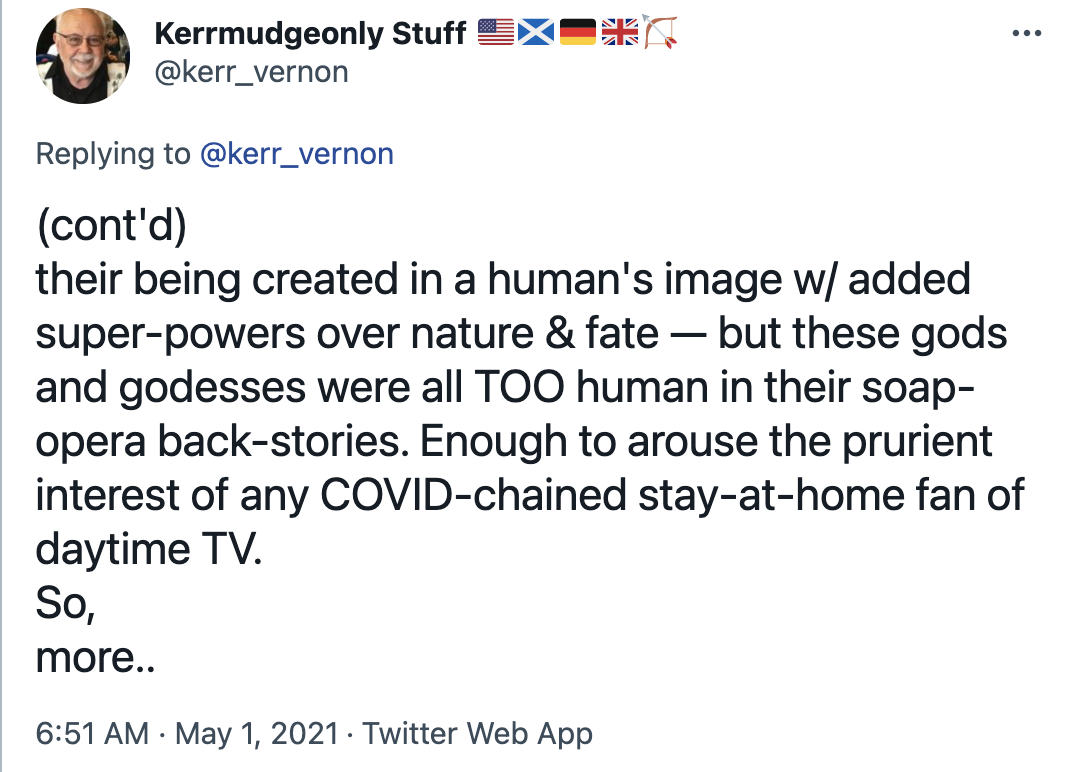 Kerrmudgeonly Stuff 🇺🇸🏴󠁧󠁢󠁳󠁣󠁴󠁿🇩🇪🇬🇧🏹
@kerr_vernon
Replying to @kerr_vernon
(cont'd)
their being created in a human's image w/ added
super-powers over nature & fate — but these gods
and godesses were all TOO human in their soap-
opera back-stories. Enough to arouse the prurient
interest of any COVID-chained stay-at-home fan of
daytime TV.
So,
more..
6:51 AM · May 1, 2021 · Twitter Web App